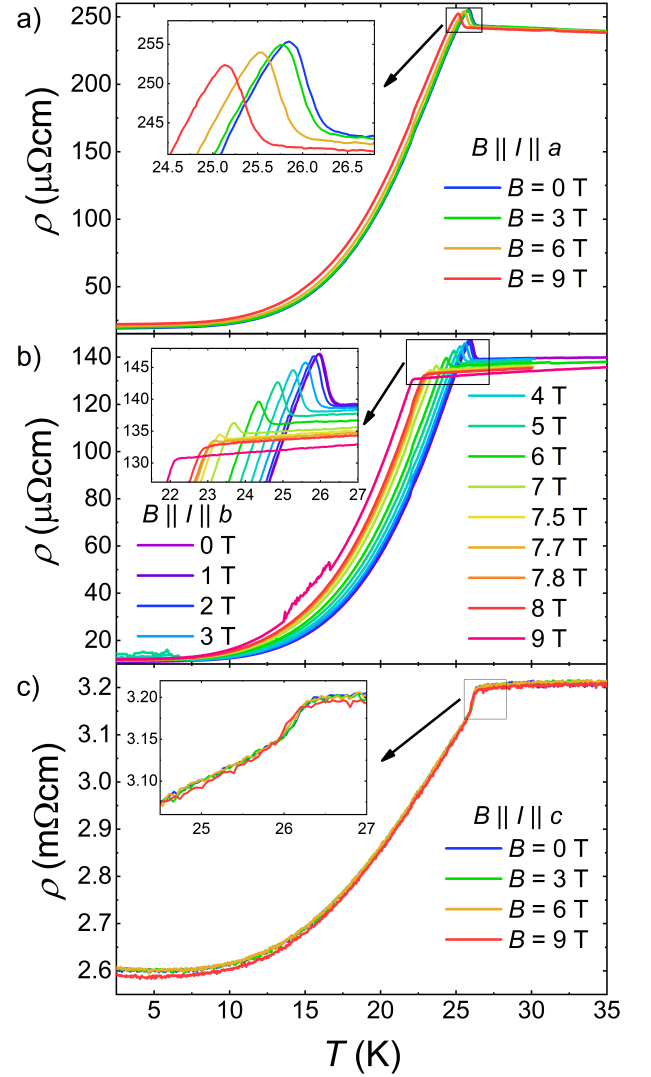 a)
250
200
150
100
50
ρ (μΩcm)
255
252
249
246
243
24.5 25.0 25.5 26.0 26.5
B || I || a
B = 0 T
B = 3 T
B = 6 T
B = 9 T
b)
140
120
100
80
60
40
20
ρ (μΩcm)
145
140
135
130
22 23 24 25 26 27
B || I || b
0 T
1 T
2 T
3 T
4 T
5 T
6 T
7 T
7.5 T
7.7 T
7.8 T
8 T
9 T
c)
3.2
3.1
3.0
2.9
2.8
2.7
2.6
ρ (mΩcm)
3.20
3.15
3.10
25 26 27
B || I || c
B = 0 T
B = 3 T
B = 6 T
B = 9 T
5 10 15 20 25 30 35
T (K)